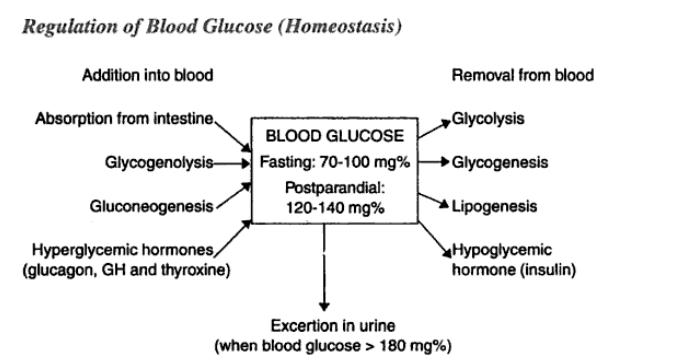 Regulation of Blood Glucose (Homeostasis)
Addition into blood
Removal from blood
Absorption from intestine
Glycogenolysis
Gluconeogenesis
Hyperglycemic hormones
(glucagon, GH and thyroxine)
BLOOD GLUCOSE
Fasting: 70-100 mg%
Postparandial:
120-140 mg%
Glycolysis
Glycogenesis
Lipogenesis
Hypoglycemic
hormone (insulin)
Excertion in urine
(when blood glucose > 180 mg%)